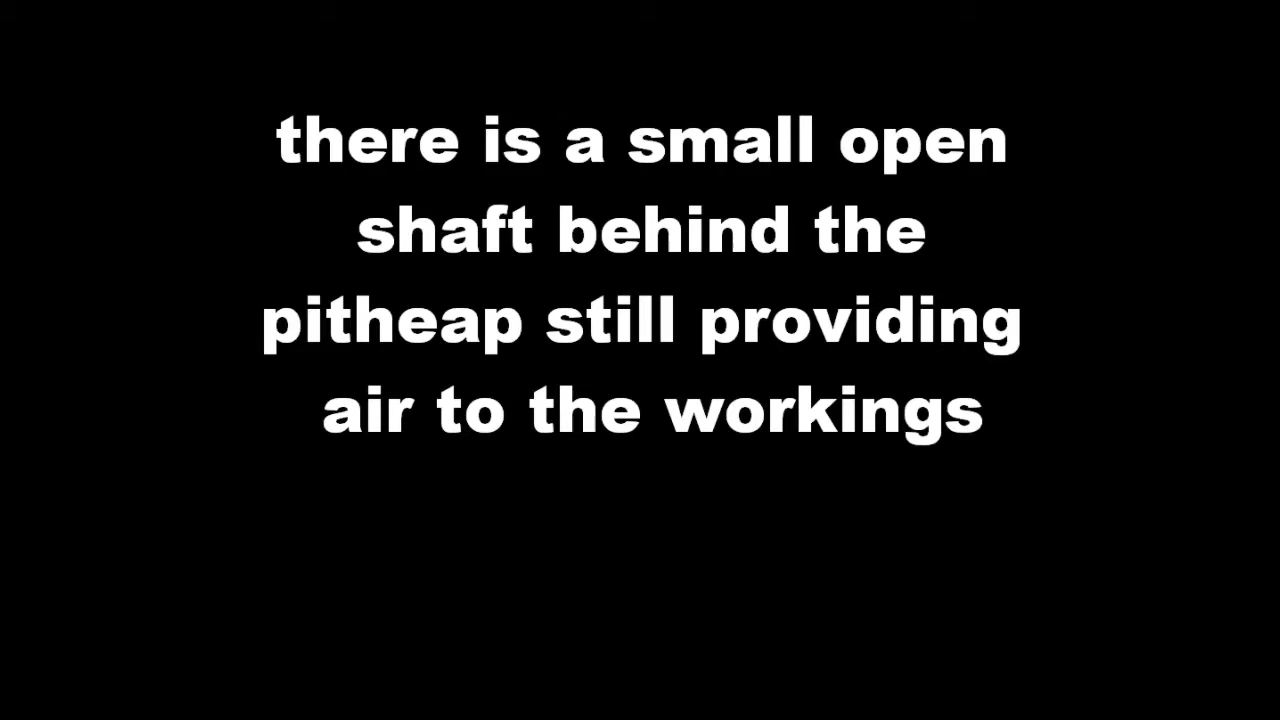 there is a small open
shaft behind the
pitheap still providing
air to the workings